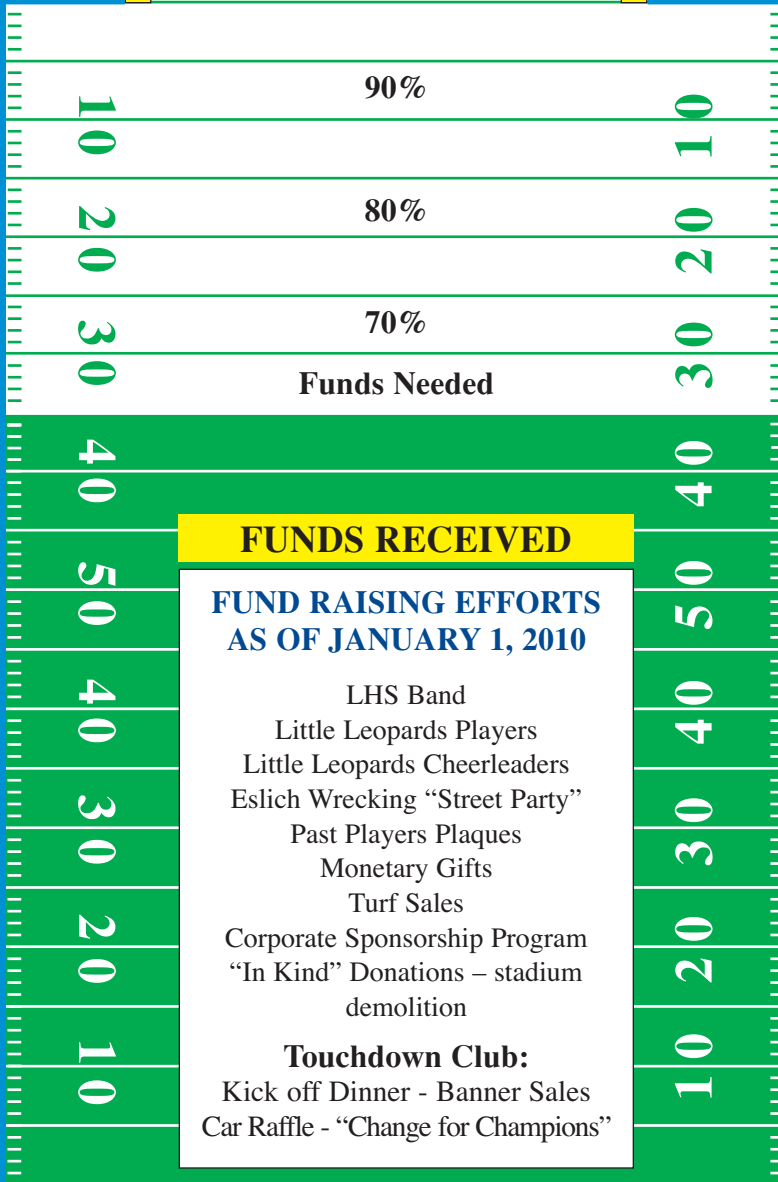 90%
10 10
80%
20 20
70%
30 30
Funds Needed
40 40
FUNDS RECEIVED
50 50
FUND RAISING EFFORTS
AS OF JANUARY 1, 2010
LHS Band
40 40
Little Leopards Players
Little Leopards Cheerleaders
Eslich Wrecking “Street Party”
30 30
Past Players Plaques
Monetary Gifts
Turf Sales
20 20
Corporate Sponsorship Program
“In Kind” Donations – stadium
demolition
10 10
Touchdown Club:
Kick off Dinner - Banner Sales
Car Raffle - “Change for Champions”